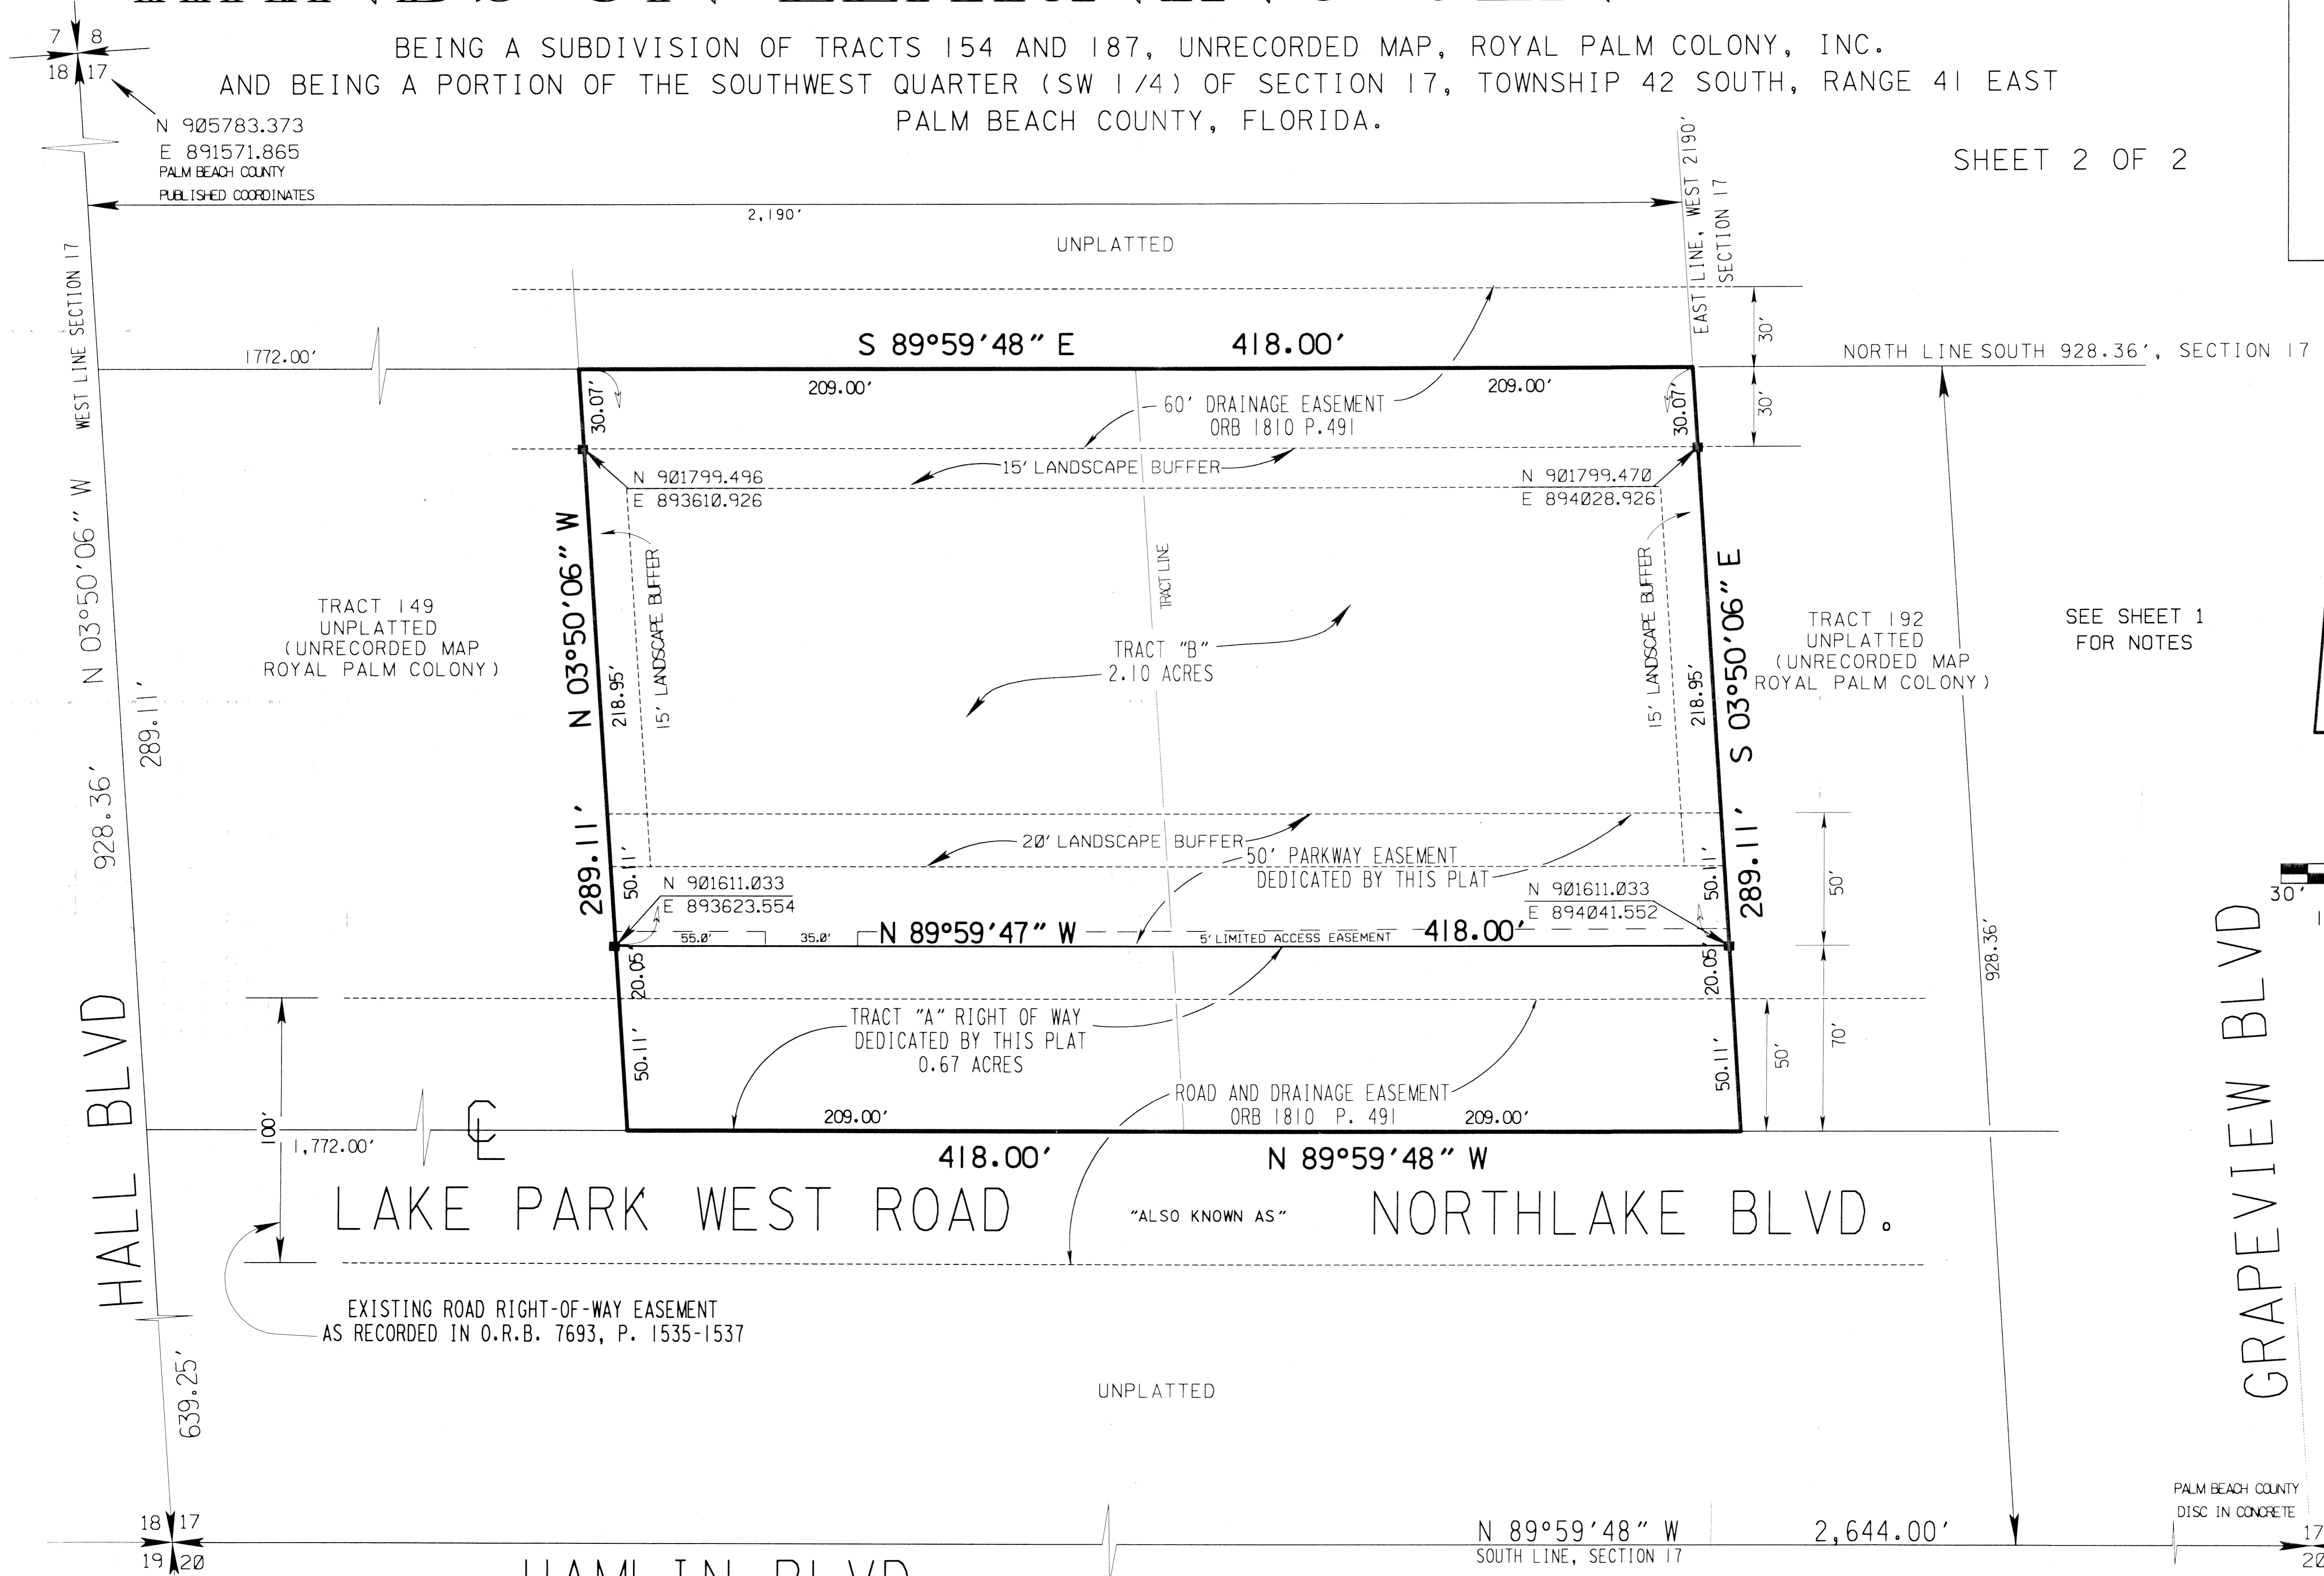 BEING A SUBDIVISION OF TRACTS 154 AND 187, UNRECORDED MAP, ROYAL PALM COLONY, INC.
AND BEING A PORTION OF THE SOUTHWEST QUARTER (SW 1/4) OF SECTION 17, TOWNSHIP 42 SOUTH, RANGE 41 EAST
PALM BEACH COUNTY, FLORIDA.
SHEET 2 OF 2
7 8
18 17
N 905783.373
E 891571.865
PALM BEACH COUNTY
PUBLISHED COORDINATES
2,190'
UNPLATTED
EAST LINE, WEST 2190'
SECTION 17
WEST LINE SECTION 17
N 03°50'06" W
928.36'
289.11'
1772.00'
S 89°59'48" E 418.00'
30'
30'
NORTH LINE SOUTH 928.36', SECTION 17
209.00'
209.00'
30.07'
30.07'
60' DRAINAGE EASEMENT
ORB 1810 P.491
15' LANDSCAPE BUFFER
N 901799.496
E 893610.926
N 901799.470
E 894028.926
N 03°50'06" W
289.11'
218.95'
15' LANDSCAPE BUFFER
TRACT LINE
15' LANDSCAPE BUFFER
218.95'
S 03°50'06" E
289.11'
TRACT 149
UNPLATTED
(UNRECORDED MAP
ROYAL PALM COLONY)
TRACT "B"
2.10 ACRES
TRACT 192
UNPLATTED
(UNRECORDED MAP
ROYAL PALM COLONY)
SEE SHEET 1
FOR NOTES
20' LANDSCAPE BUFFER
50' PARKWAY EASEMENT
DEDICATED BY THIS PLAT
50.11'
50.11'
50'
N 901611.033
E 893623.554
N 901611.033
E 894041.552
55.0'
35.0'
N 89°59'47" W
5' LIMITED ACCESS EASEMENT
418.00'
20.05'
20.05'
928.36'
30'
TRACT "A" RIGHT OF WAY
DEDICATED BY THIS PLAT
0.67 ACRES
50.11'
50.11'
50'
70'
ROAD AND DRAINAGE EASEMENT
ORB 1810 P. 491
209.00'
209.00'
100'
1,772.00'
CL
418.00'
N 89°59'48" W
HALL BLVD
GRAPEVIEW BLVD
LAKE PARK WEST ROAD "ALSO KNOWN AS" NORTHLAKE BLVD.
EXISTING ROAD RIGHT-OF-WAY EASEMENT
AS RECORDED IN O.R.B. 7693, P. 1535-1537
639.25'
UNPLATTED
PALM BEACH COUNTY
DISC IN CONCRETE
18 17
19 20
N 89°59'48" W 2,644.00'
SOUTH LINE, SECTION 17
17
20
HAMLIN BLVD